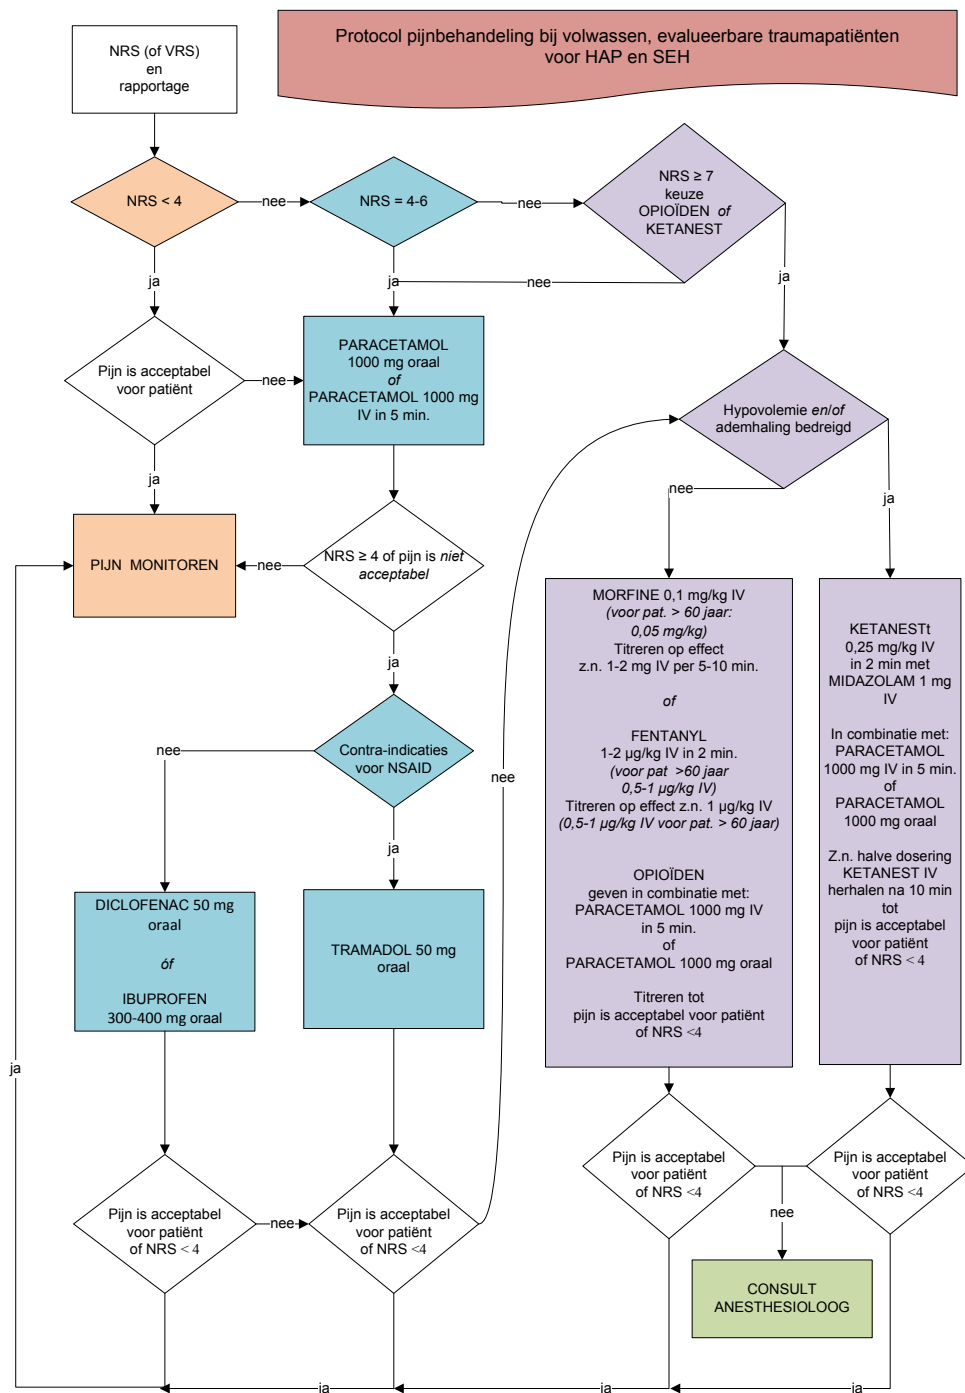 Protocol pijnbehandeling bij volwassen, evalueerbare traumapatiënten
voor HAP en SEH
NRS (of VRS)
en
rapportage
NRS < 4
nee
NRS = 4-6
nee
NRS ≥ 7
keuze
OPIOÏDEN of
KETANEST
ja
ja
nee
ja
Pijn is acceptabel
voor patiënt
nee
PARACETAMOL
1000 mg oraal
of
PARACETAMOL 1000 mg
IV in 5 min.
Hypovolemie en/of
ademhaling bedreigd
ja
nee
ja
PIJN MONITOREN
nee
NRS ≥ 4 of pijn is niet
acceptabel
ja
MORFINE 0,1 mg/kg IV
(voor pat. > 60 jaar:
0,05 mg/kg)
Titreren op effect
z.n. 1-2 mg IV per 5-10 min.
of
FENTANYL
1-2 µg/kg IV in 2 min.
(voor pat >60 jaar
0,5-1 µg/kg IV)
Titreren op effect z.n. 1 µg/kg IV
(0,5-1 µg/kg IV voor pat. > 60 jaar)
OPIOÏDEN
geven in combinatie met:
PARACETAMOL 1000 mg IV
in 5 min.
of
PARACETAMOL 1000 mg oraal
Titreren tot
pijn is acceptabel voor patiënt
of NRS <4
KETANESTt
0,25 mg/kg IV
in 2 min met
MIDAZOLAM 1 mg
IV
In combinatie met:
PARACETAMOL
1000 mg IV in 5 min.
of
PARACETAMOL
1000 mg oraal
Z.n. halve dosering
KETANEST IV
herhalen na 10 min
tot
pijn is acceptabel
voor patiënt
of NRS < 4
Contra-indicaties
voor NSAID
nee
ja
nee
DICLOFENAC 50 mg
oraal
óf
IBUPROFEN
300-400 mg oraal
TRAMADOL 50 mg
oraal
ja
Pijn is acceptabel
voor patiënt
of NRS < 4
nee
Pijn is acceptabel
voor patiënt
of NRS <4
Pijn is acceptabel
voor patiënt
of NRS <4
Pijn is acceptabel
voor patiënt
of NRS <4
nee
CONSULT
ANESTHESIOLOOG
ja
ja
ja